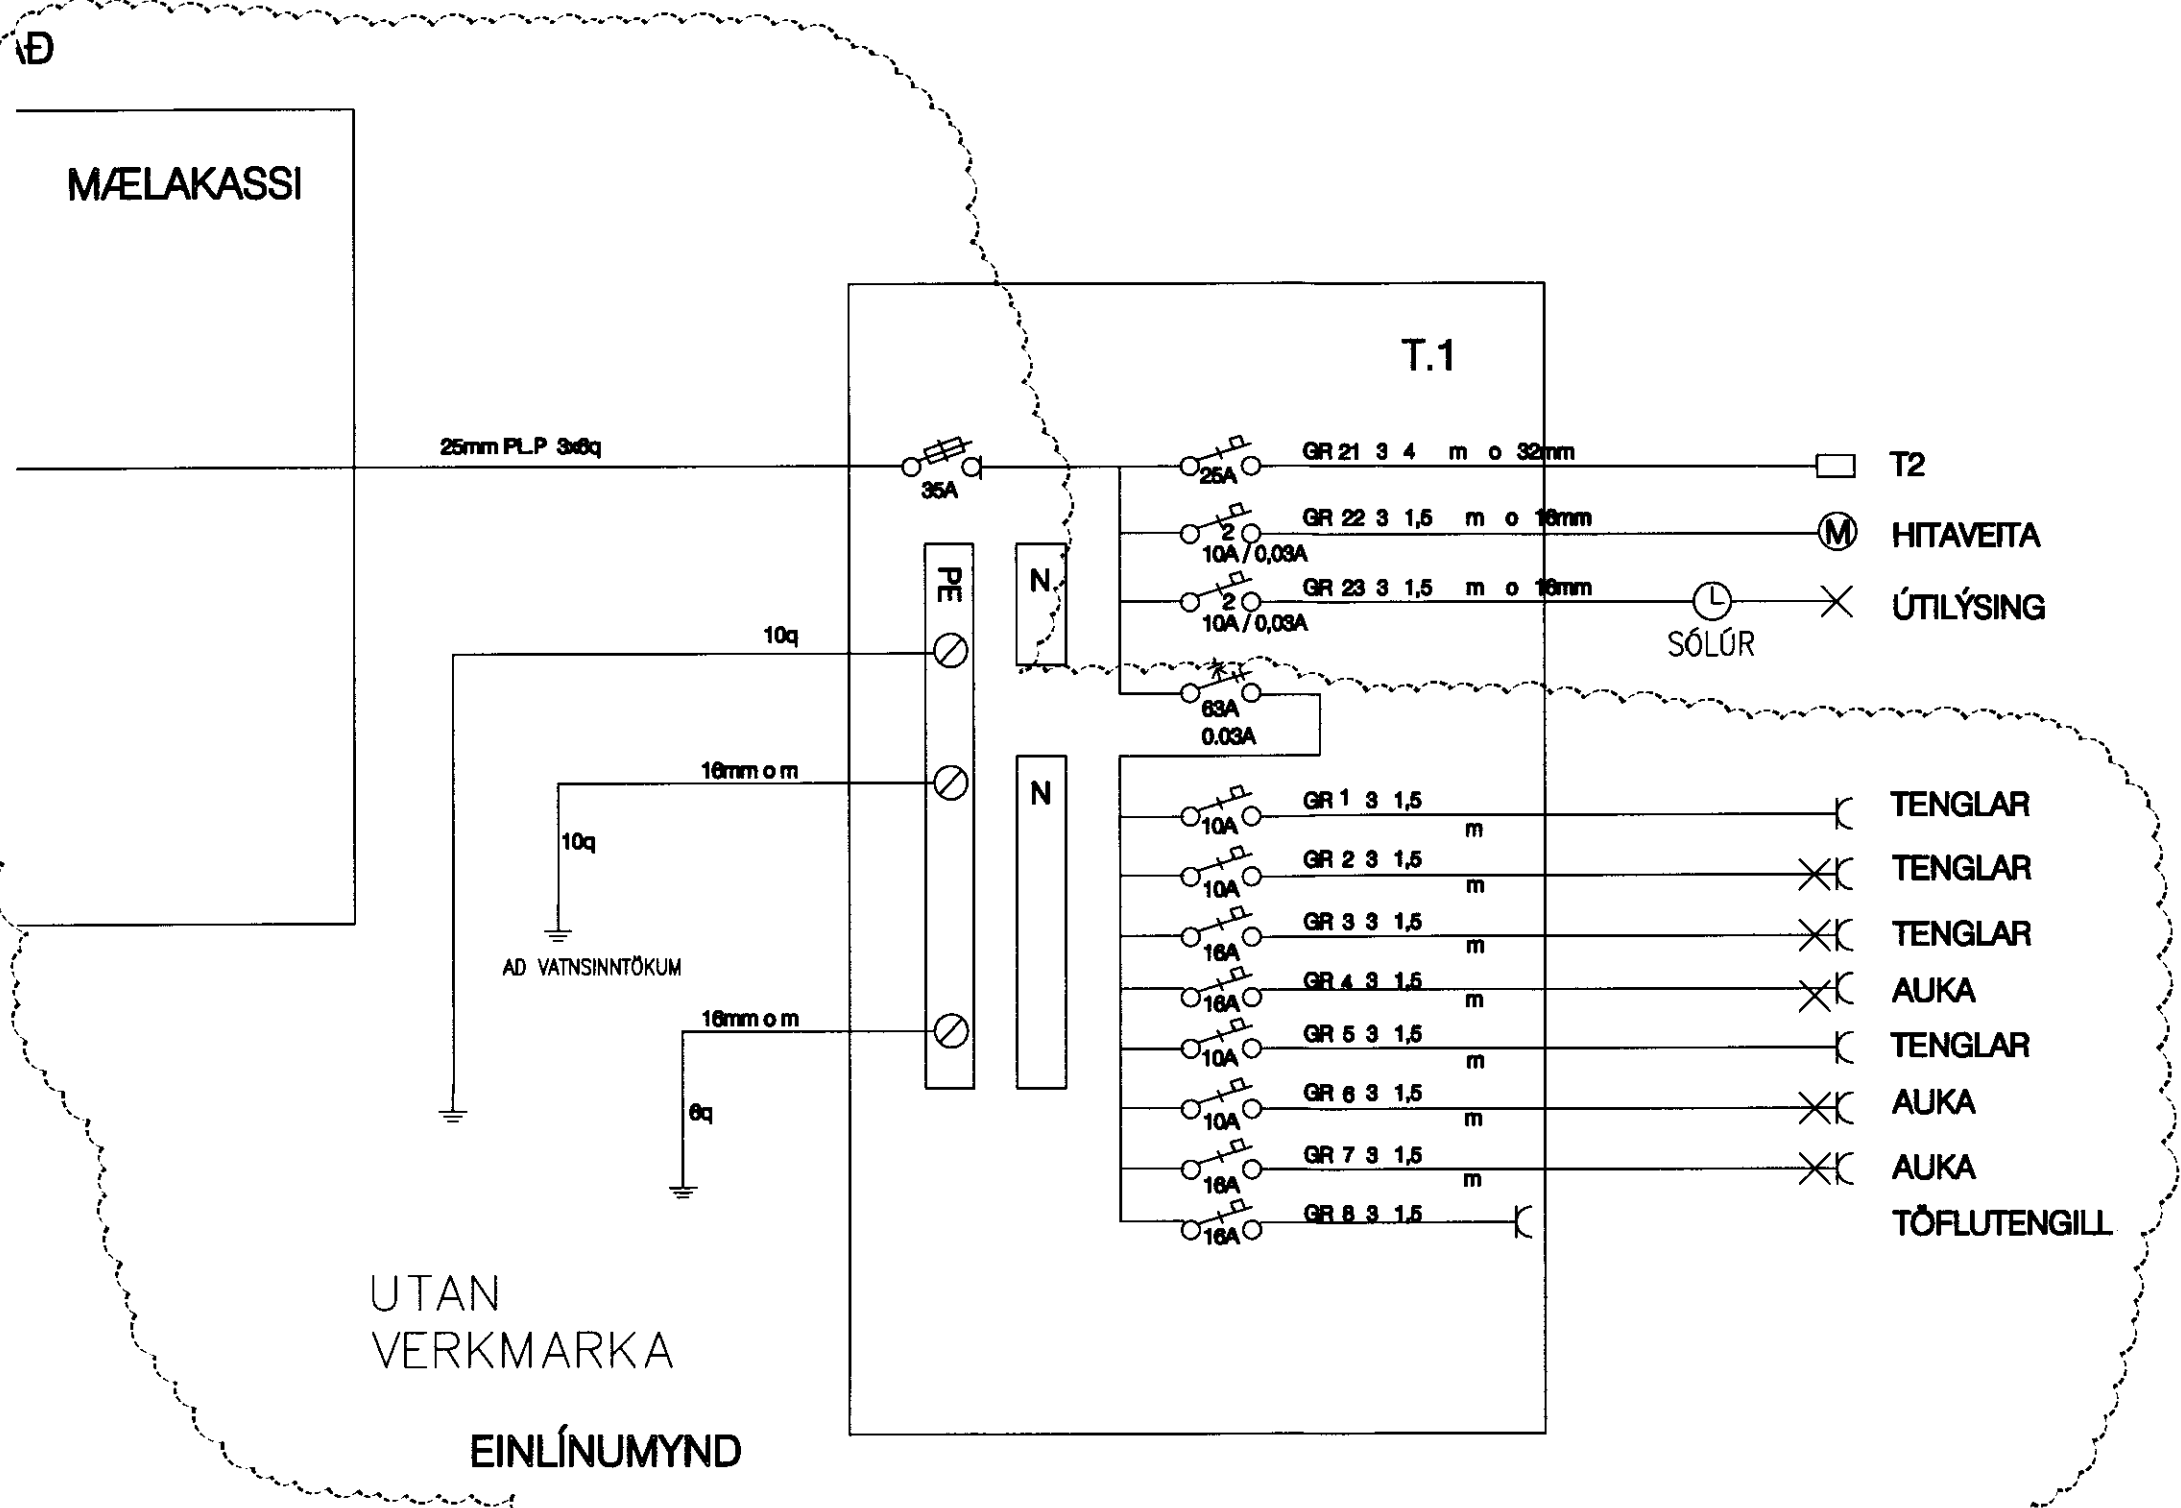 MÆLAKASSI
T.1
25mm PL.P 3x6q
35A
25A
GR 21 3 4 m o 32mm
T2
2
10A / 0,03A
GR 22 3 1,5 m o 16mm
M
HITAVEITA
2
10A / 0,03A
GR 23 3 1,5 m o 16mm
SÓLÚR
ÚTILÝSING
PE
N
10q
63A
0.03A
16mm o m
10q
AD VATNSINNTÖKUM
N
10A
GR 1 3 1,5
m
TENGLAR
10A
GR 2 3 1,5
m
TENGLAR
16A
GR 3 3 1,5
m
TENGLAR
16A
GR 4 3 1,5
m
AUKA
16mm o m
6q
10A
GR 5 3 1,5
m
TENGLAR
10A
GR 6 3 1,5
m
AUKA
16A
GR 7 3 1,5
m
AUKA
16A
GR 8 3 1,5
TÖFLUTENGILL
UTAN
VERKMARKA
EINLÍNUMYND